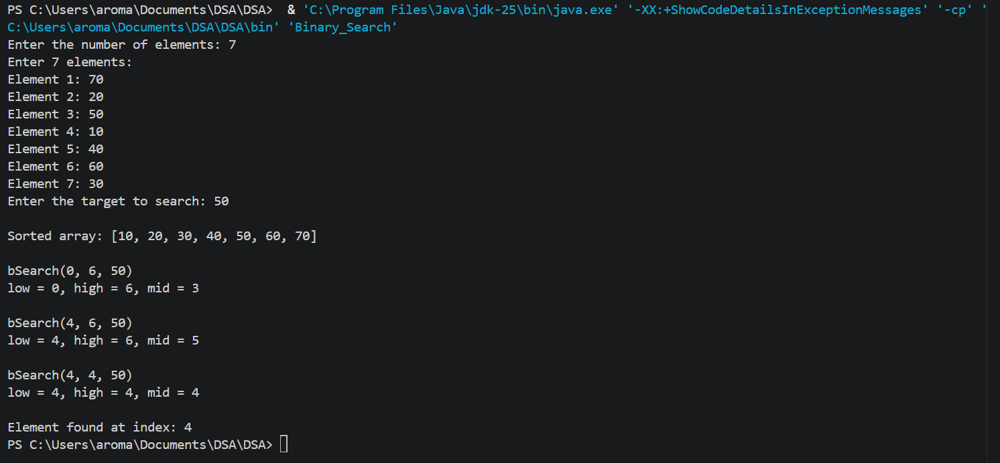 PS C:\Users\aroma\Documents\DSA\DSA>  & 'C:\Program Files\Java\jdk-25\bin\java.exe' '-XX:+ShowCodeDetailsInExceptionMessages' '-cp' '
C:\Users\aroma\Documents\DSA\DSA\bin' 'Binary_Search'
Enter the number of elements: 7
Enter 7 elements:
Element 1: 70
Element 2: 20
Element 3: 50
Element 4: 10
Element 5: 40
Element 6: 60
Element 7: 30
Enter the target to search: 50

Sorted array: [10, 20, 30, 40, 50, 60, 70]

bSearch(0, 6, 50)
low = 0, high = 6, mid = 3

bSearch(4, 6, 50)
low = 4, high = 6, mid = 5

bSearch(4, 4, 50)
low = 4, high = 4, mid = 4

Element found at index: 4
PS C:\Users\aroma\Documents\DSA\DSA>